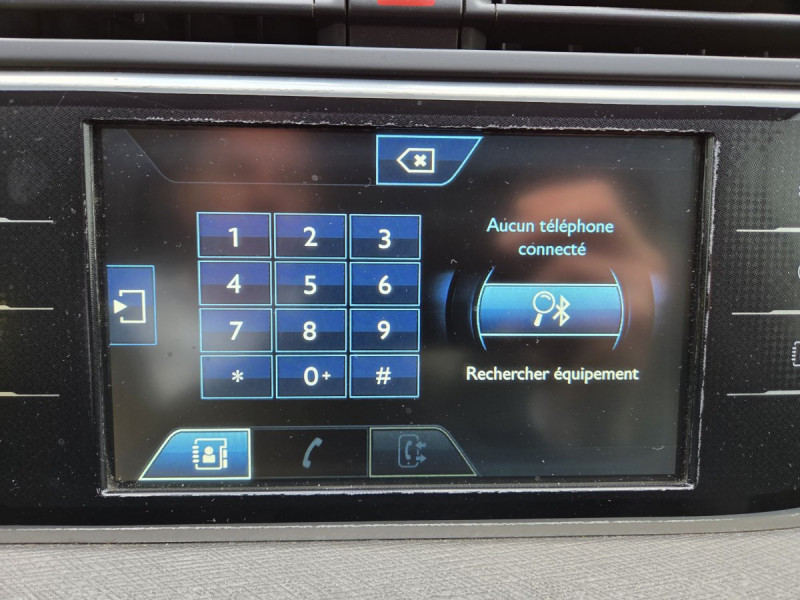 1 2 3
4 5 6
7 8 9
* 0+ #
Aucun téléphone
connecté
Rechercher équipement